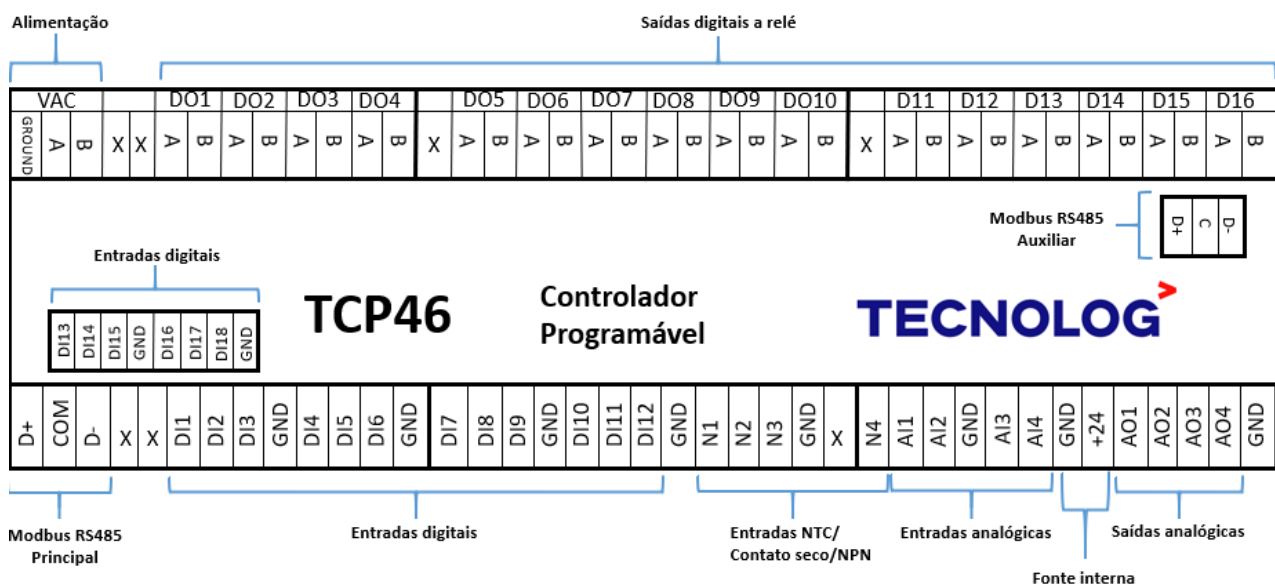 Alimentação
Saídas digitais a relé
VAC DO1 DO2 DO3 DO4 DO5 DO6 DO7 DO8 DO9 DO10 D11 D12 D13 D14 D15 D16
GROUND A B X X A B A B A B A B X A B A B A B A B A B A B X A B A B A B A B A B A B
Modbus RS485
Auxiliar
D+ C D-
Entradas digitais
DI13 DI14 DI15 GND DI16 DI17 DI18 GND
TCP46
Controlador
Programável
TECNOLOG>
D+ COM D- X X DI1 DI2 DI3 GND DI4 DI5 DI6 GND DI7 DI8 DI9 GND DI10 DI11 DI12 GND N1 N2 N3 GND X N4 AI1 AI2 GND AI3 AI4 GND +24 AO1 AO2 AO3 AO4 GND
Modbus RS485
Principal
Entradas digitais
Entradas NTC/
Contato seco/NPN
Entradas analógicas
Saídas analógicas
Fonte interna